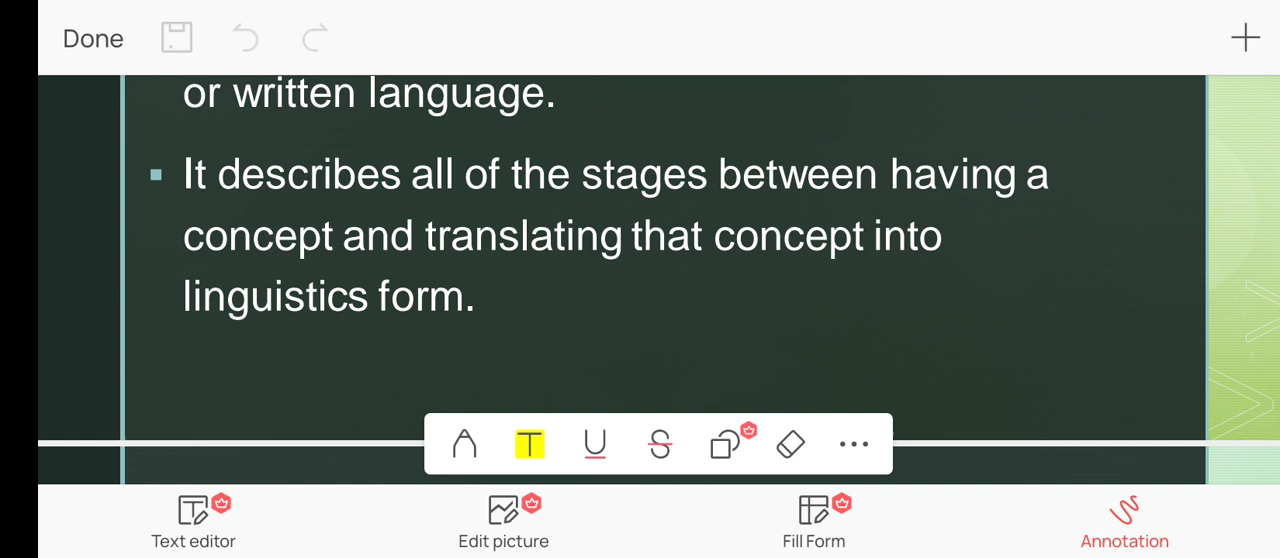 Done
or written language.
It describes all of the stages between having a
concept and translating that concept into
linguistics form.
T U S
Text editor
Edit picture
Fill Form
Annotation